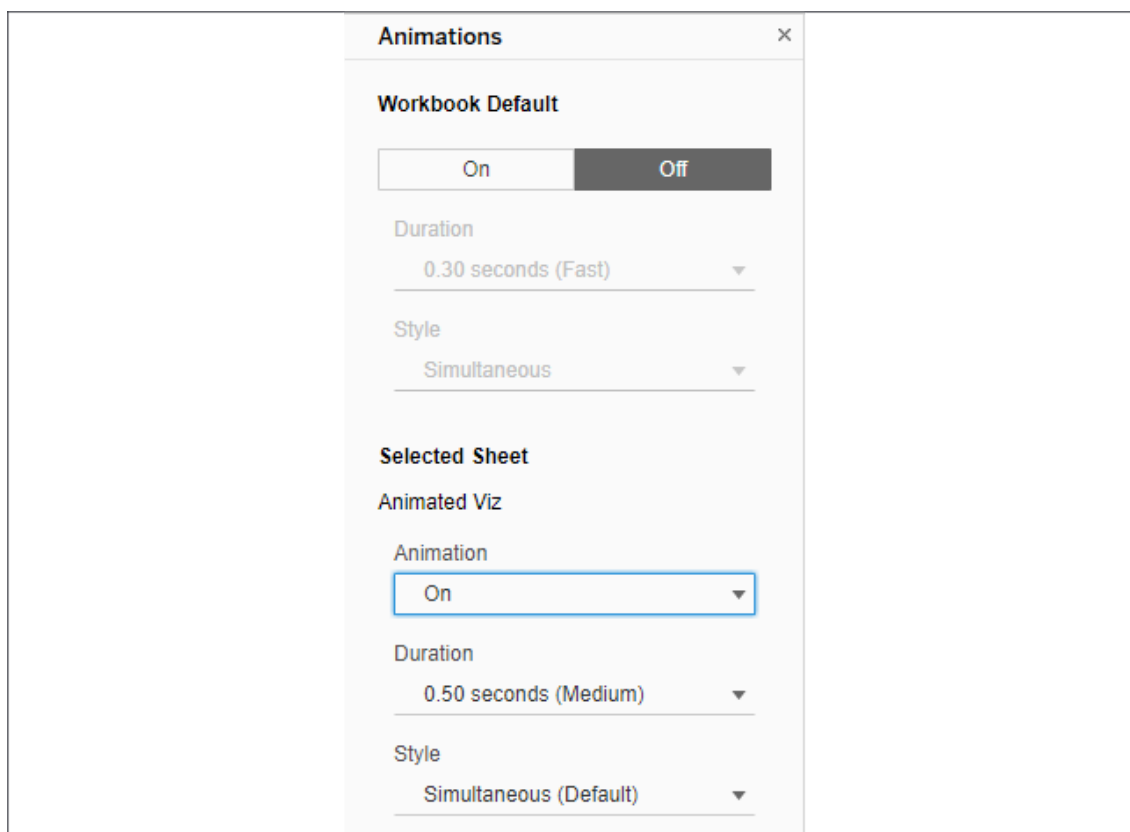 Animations
Workbook Default
On Off
Duration
0.30 seconds (Fast)
Style
Simultaneous
Selected Sheet
Animated Viz
Animation
On
Duration
0.50 seconds (Medium)
Style
Simultaneous (Default)